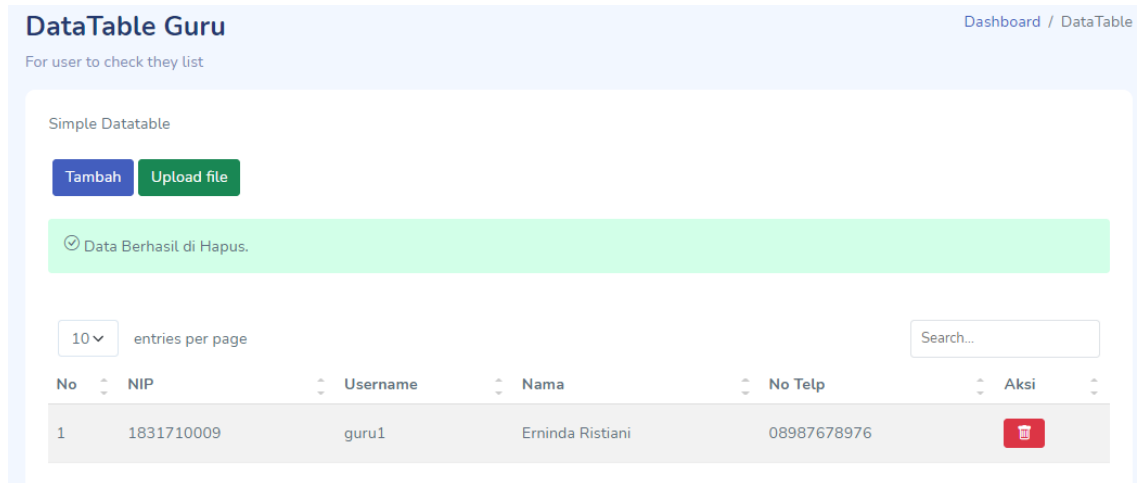 DataTable Guru
Dashboard / DataTable
For user to check they list
Simple Datatable
Tambah Upload file
Data Berhasil di Hapus.
10 entries per page Search...
No NIP Username Nama No Telp Aksi
1 1831710009 guru1 Erninda Ristiani 08987678976